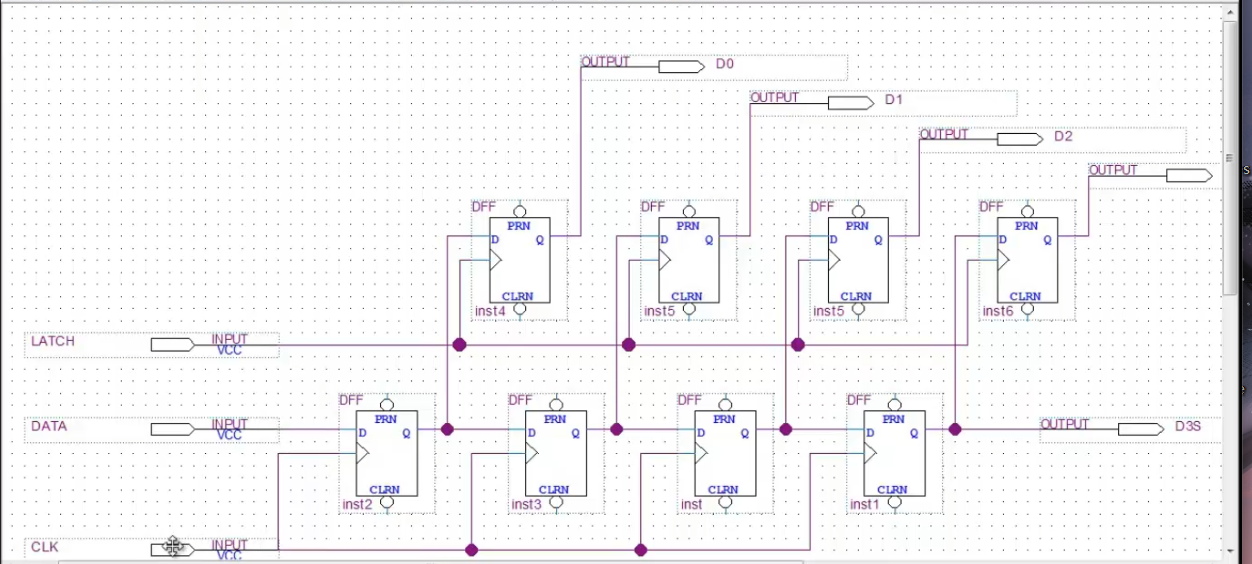 OUTPUT D0
OUTPUT D1
OUTPUT D2
OUTPUT
DFF DFF DFF DFF
PRN PRN PRN PRN
D Q D Q D Q D Q
CLRN CLRN CLRN CLRN
inst4 inst5 inst5 inst6
LATCH INPUT
VCC
DFF DFF DFF DFF
PRN PRN PRN PRN
DATA INPUT
VCC
D Q D Q D Q D Q
OUTPUT D3S
CLRN CLRN CLRN CLRN
inst2 inst3 inst inst1
CLK INPUT
VCC